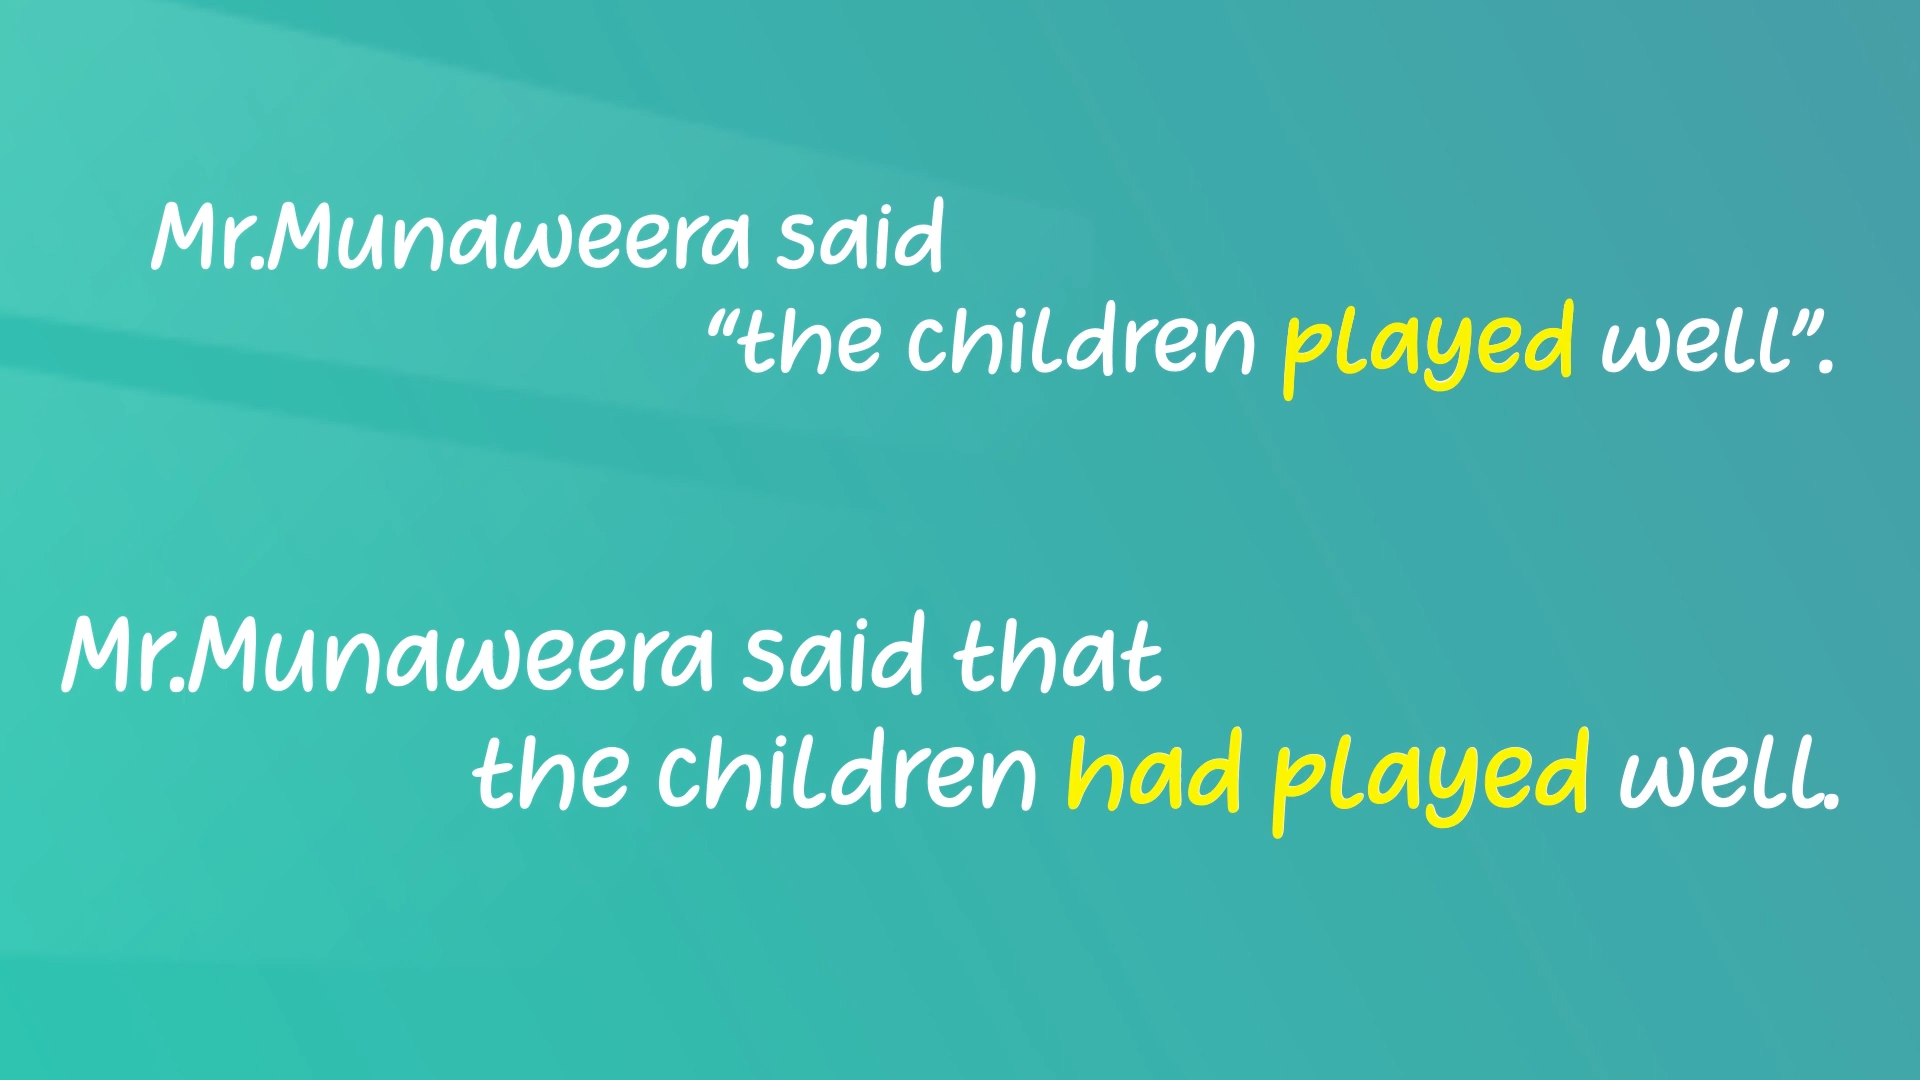 Mr.Munaweera said
“the children played well”.
Mr.Munaweera said that
the children had played well.